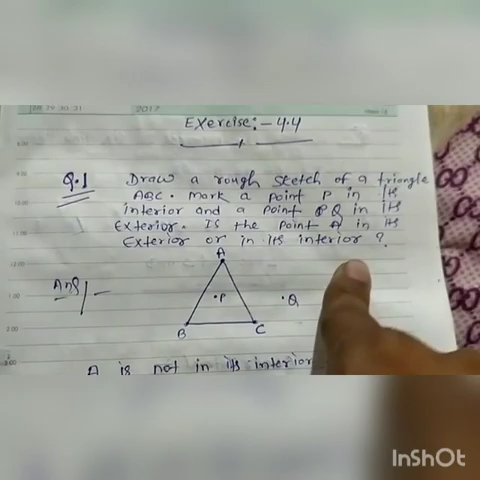 2017
Exercise:- 4.4
Q.1 Draw a rough sketch of a triangle
ABC. Mark a point P in its
interior and a point Q in its
Exterior. Is the point A in its
Exterior or in its interior ?
Ans -
A
P
Q
B
C
A is not in its interior
InShOt